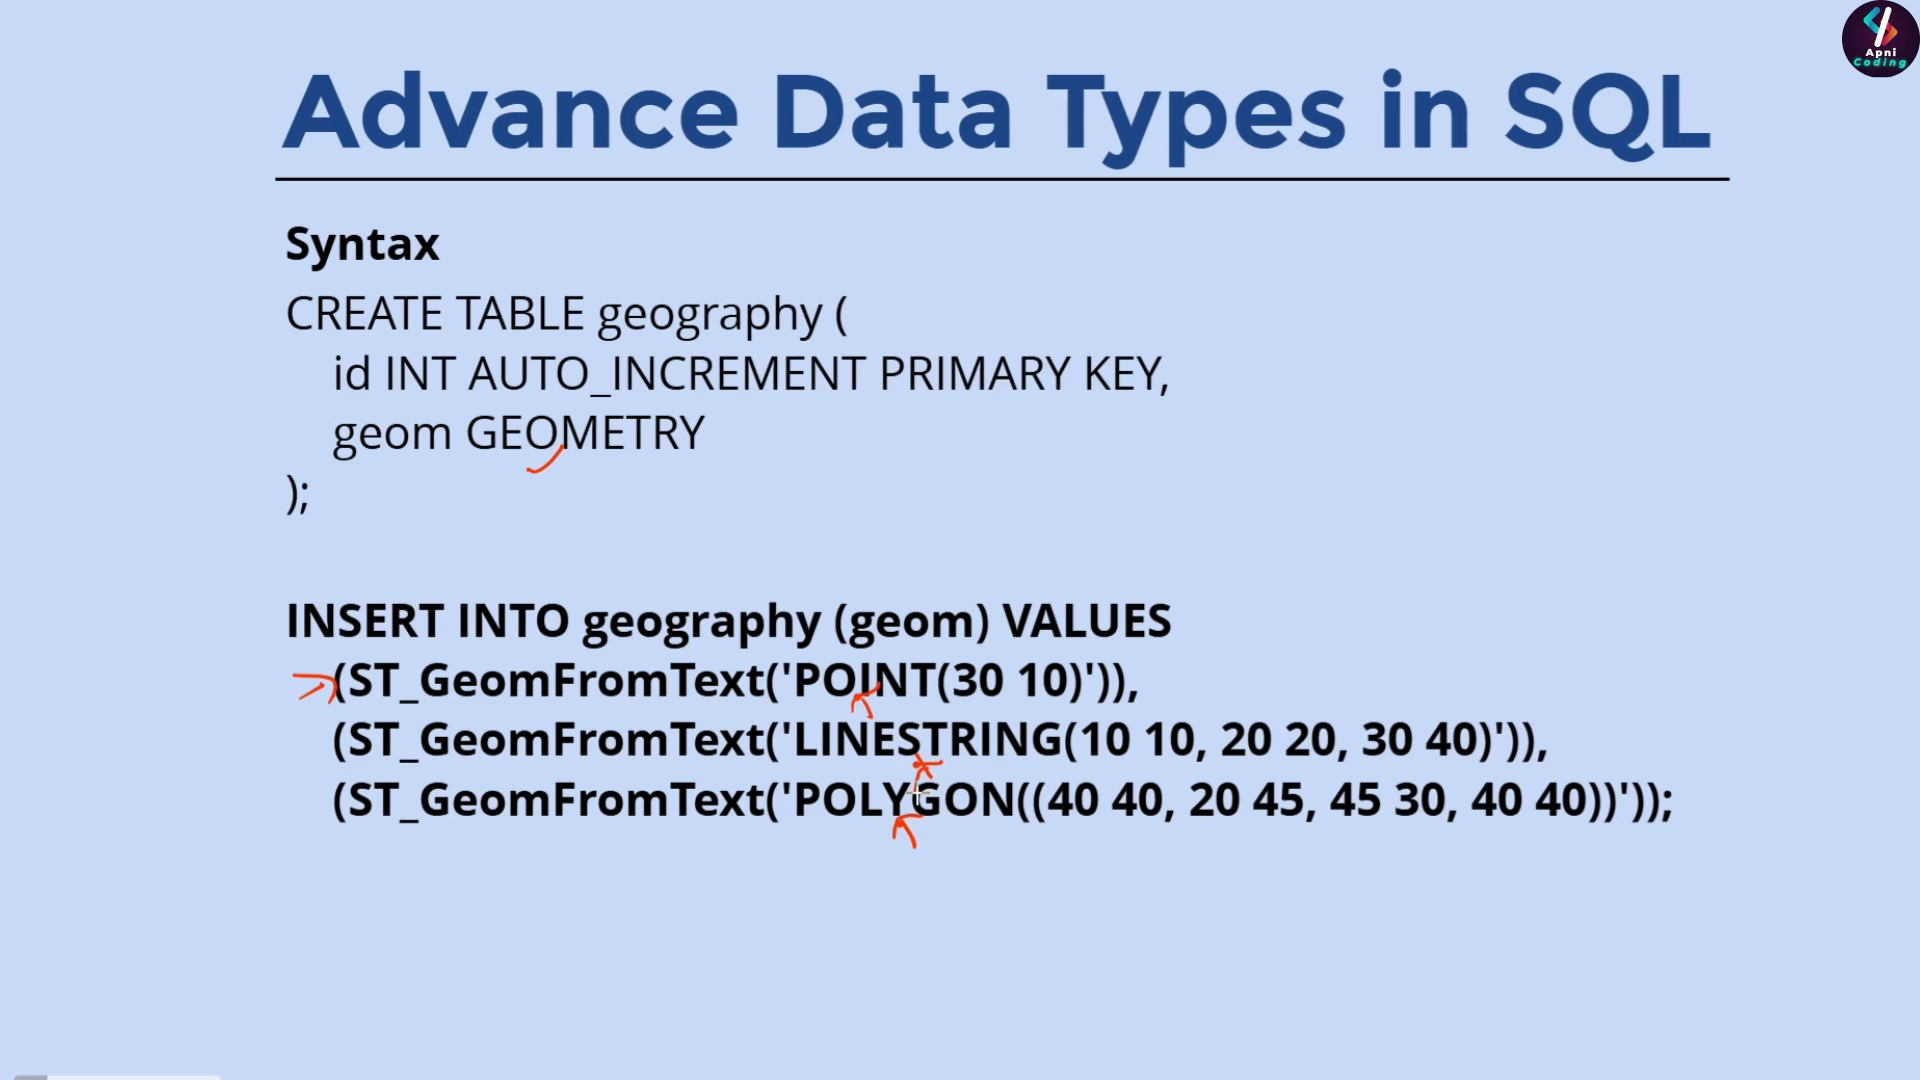 Apni
Coding
Advance Data Types in SQL
Syntax
CREATE TABLE geography (
id INT AUTO_INCREMENT PRIMARY KEY,
geom GEOMETRY
);
INSERT INTO geography (geom) VALUES
(ST_GeomFromText('POINT(30 10)')),
(ST_GeomFromText('LINESTRING(10 10, 20 20, 30 40)')),
(ST_GeomFromText('POLYGON((40 40, 20 45, 45 30, 40 40))'));